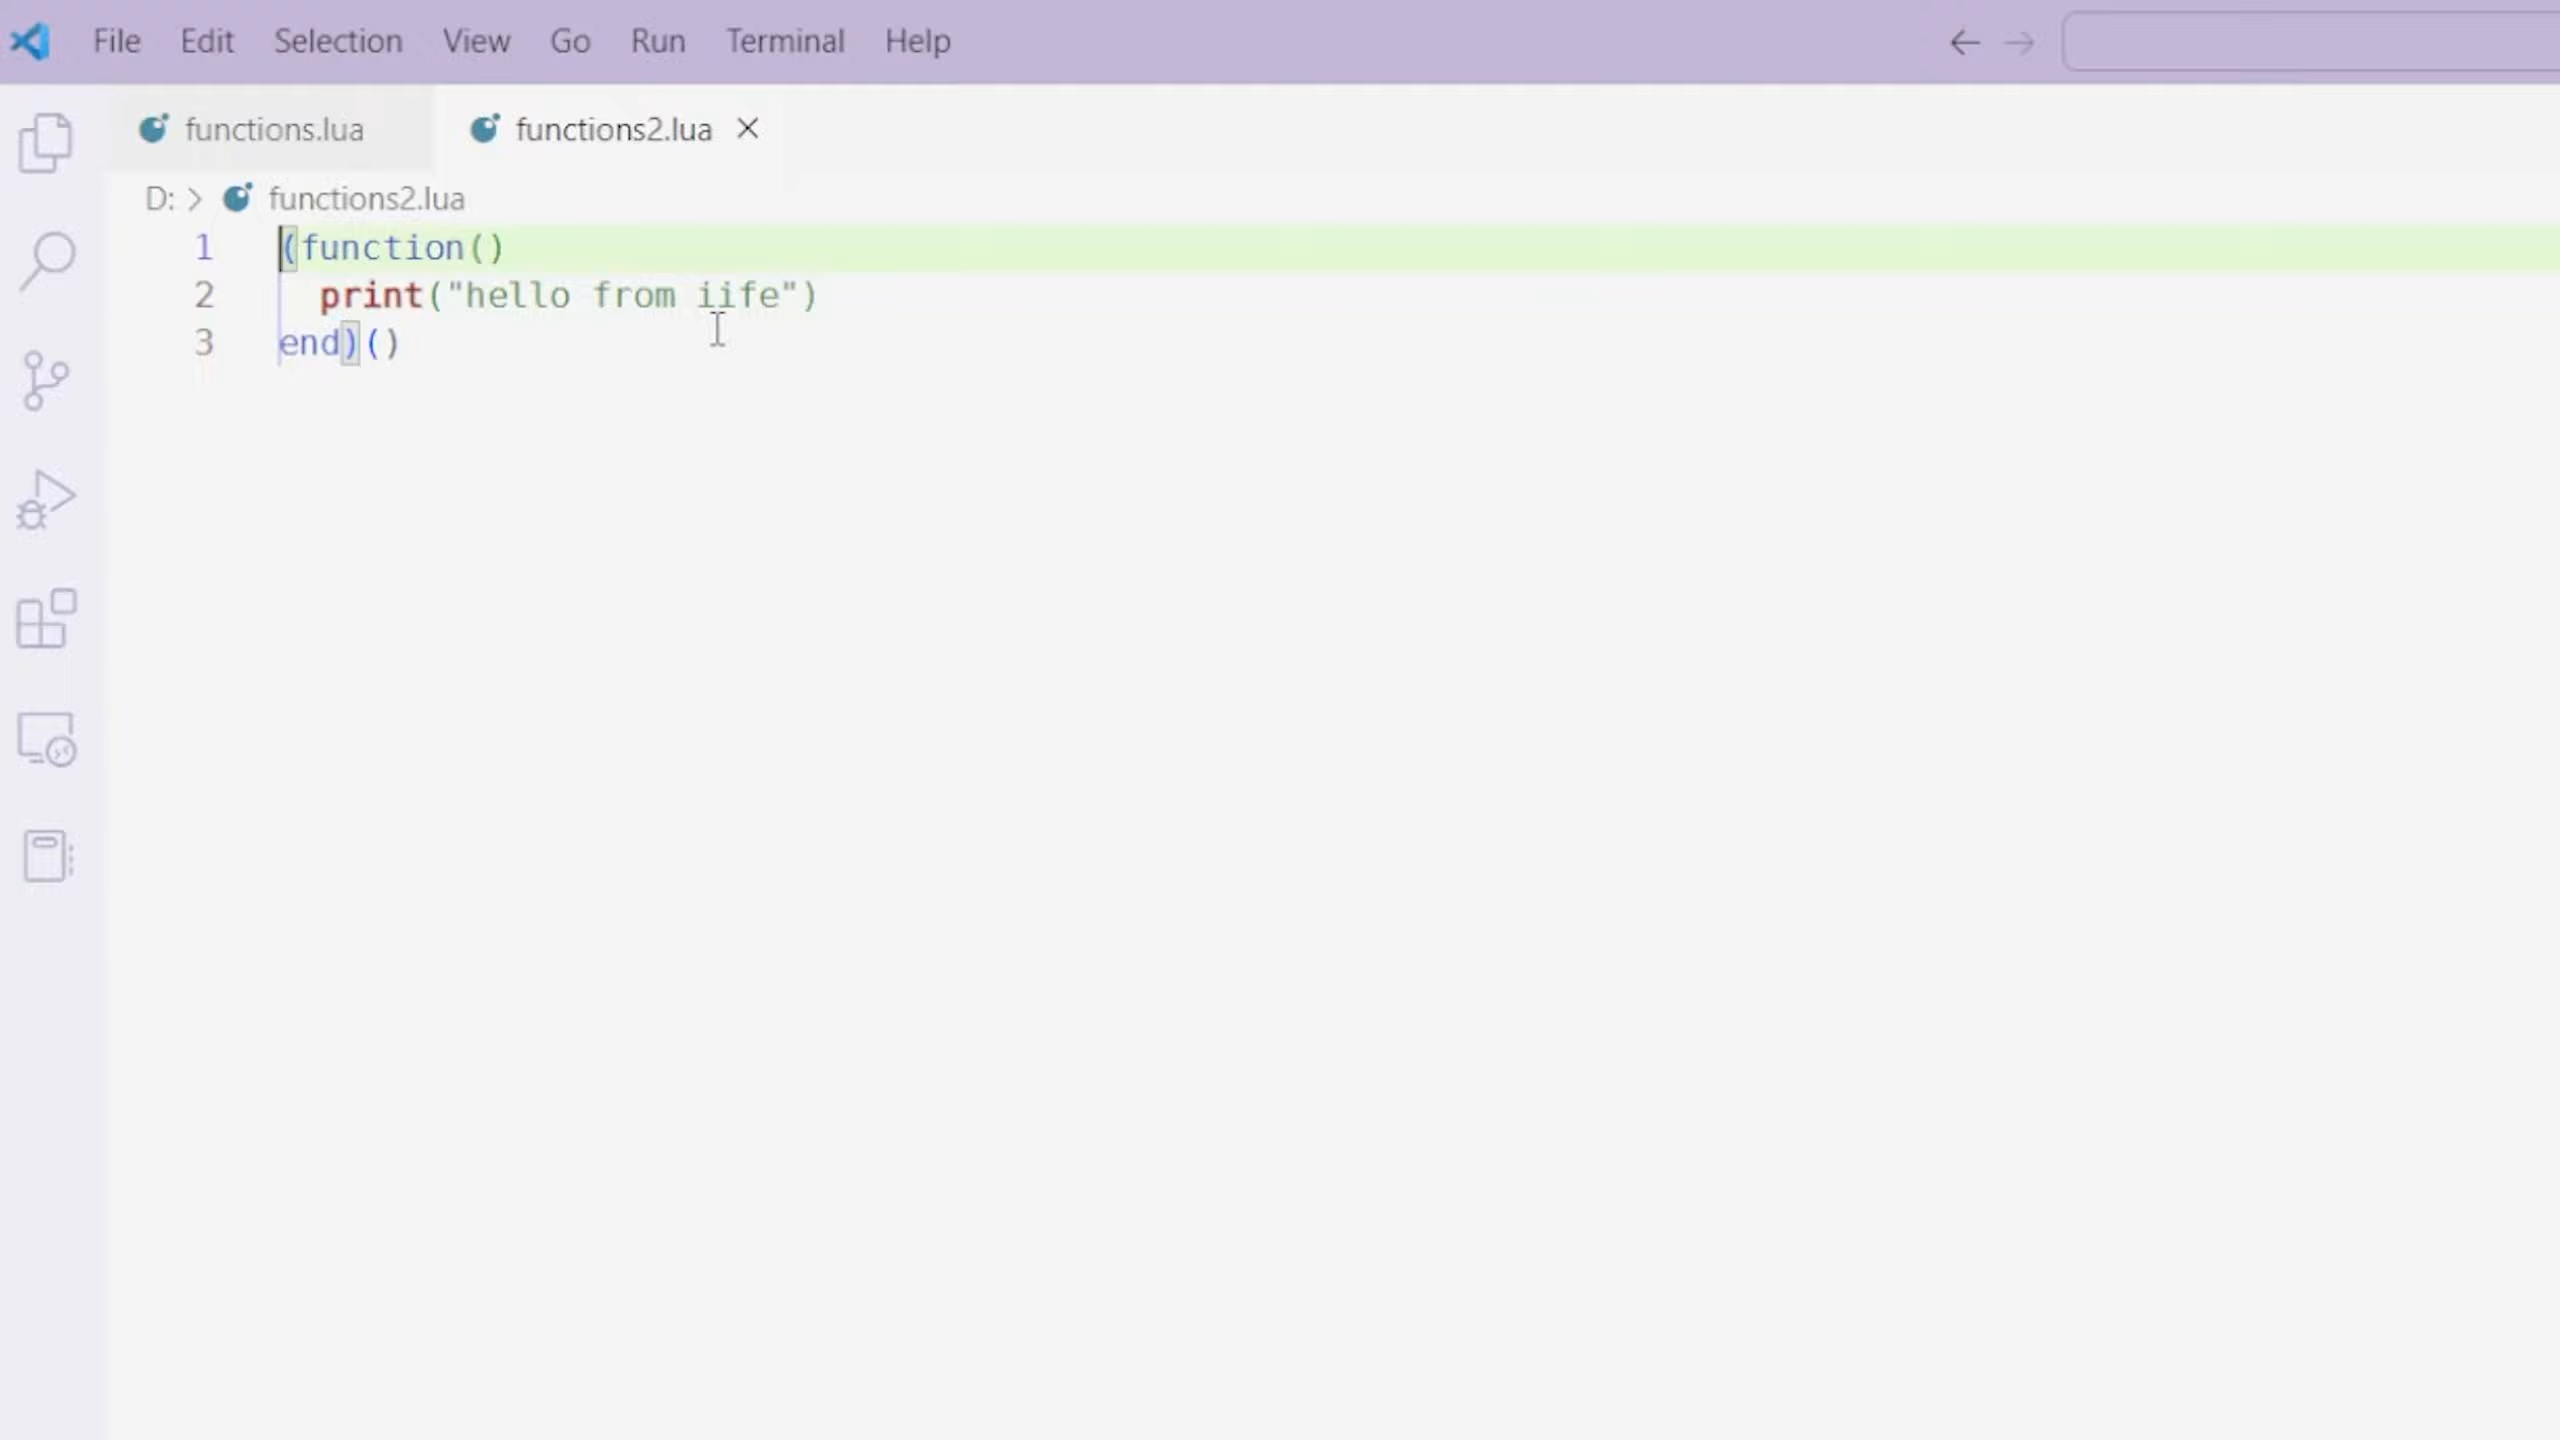 File Edit Selection View Go Run Terminal Help
functions.lua functions2.lua
D: > functions2.lua
1 (function()
2   print("hello from iife")
3 end)()